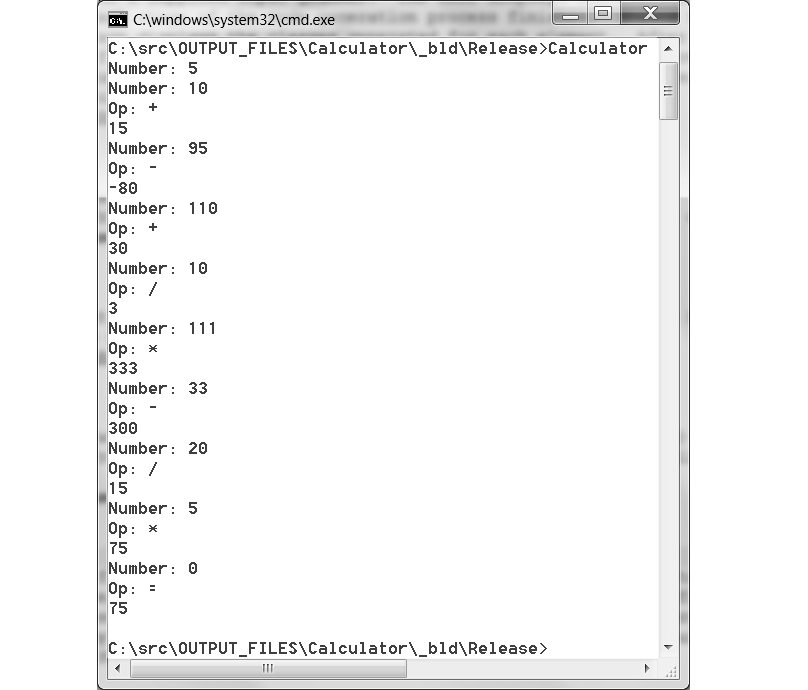 C:\windows\system32\cmd.exe
C:\src\OUTPUT_FILES\Calculator\_bld\Release>Calculator
Number: 5
Number: 10
Op: +
15
Number: 95
Op: -
-80
Number: 110
Op: +
30
Number: 10
Op: /
3
Number: 111
Op: *
333
Number: 33
Op: -
300
Number: 20
Op: /
15
Number: 5
Op: *
75
Number: 0
Op: =
75
C:\src\OUTPUT_FILES\Calculator\_bld\Release>